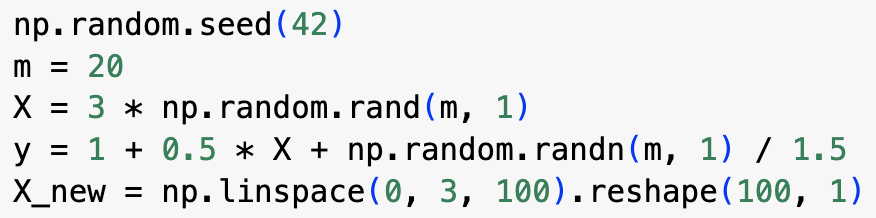 np.random.seed(42)
m = 20
X = 3 * np.random.rand(m, 1)
y = 1 + 0.5 * X + np.random.randn(m, 1) / 1.5
X_new = np.linspace(0, 3, 100).reshape(100, 1)